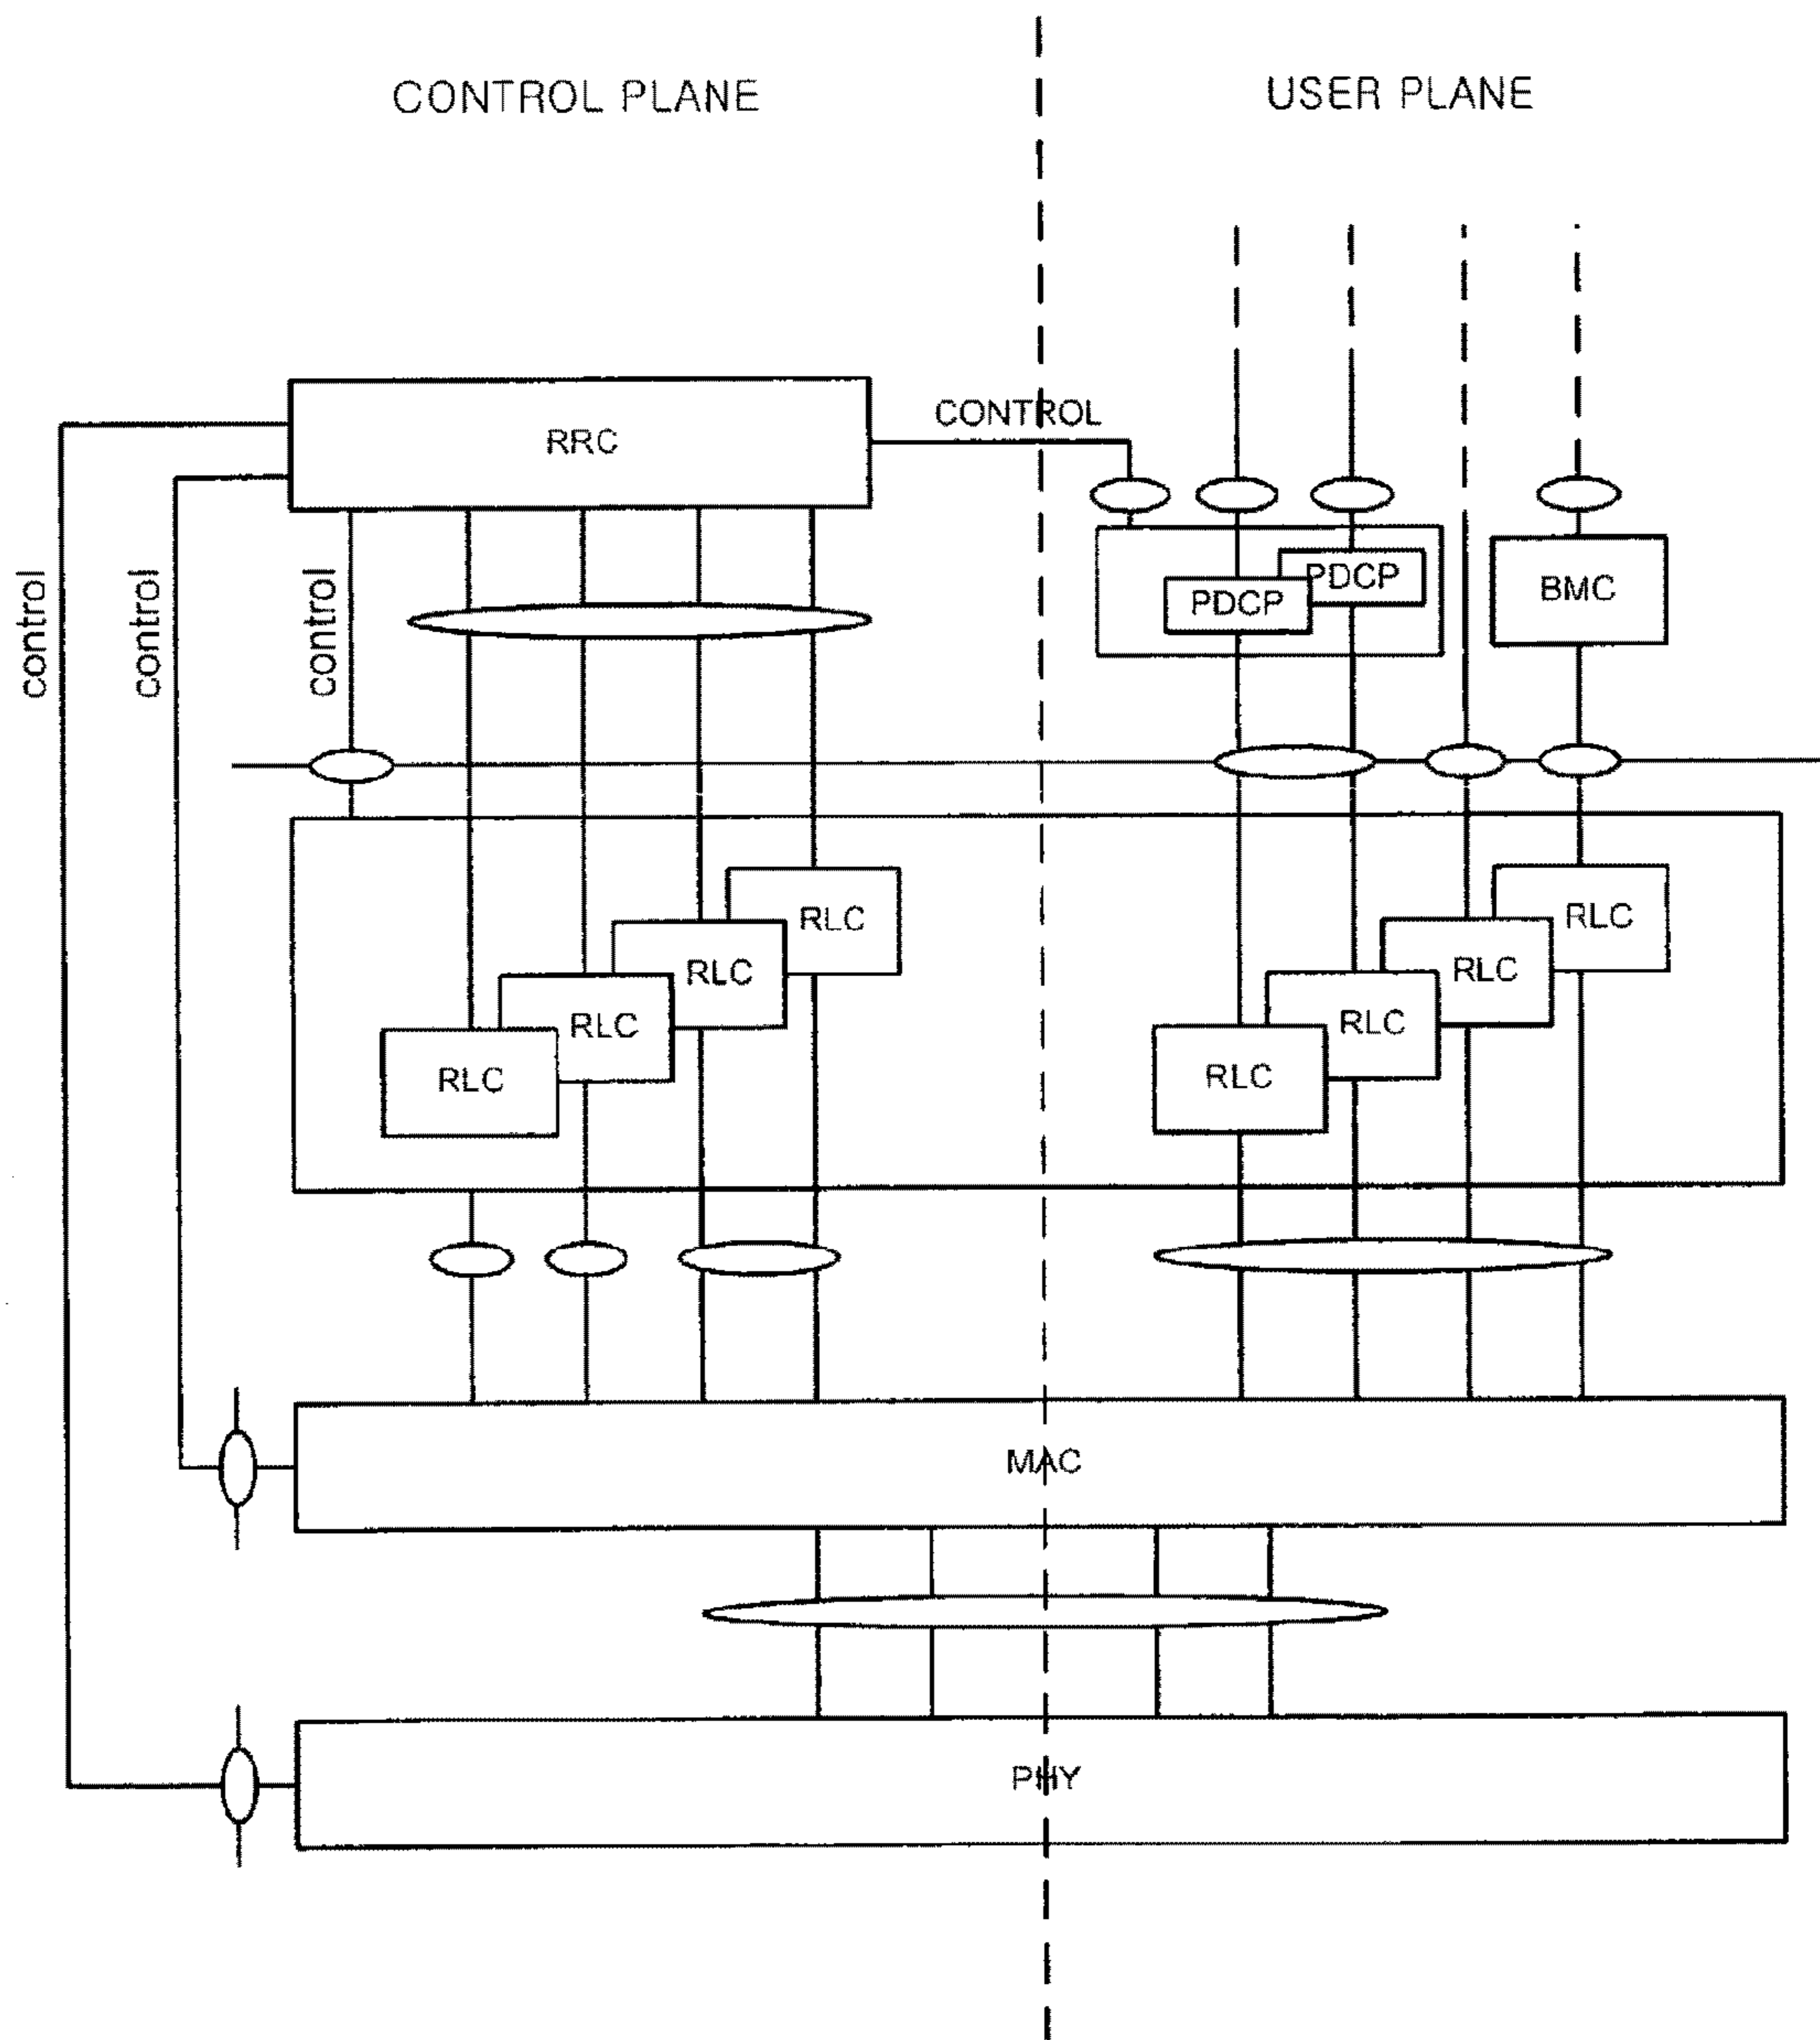 CONTROL PLANE
USER PLANE
RRC
CONTROL
control
control
control
PDCP
PDCP
BMC
RLC
RLC
RLC
RLC
RLC
RLC
RLC
RLC
MAC
PHY